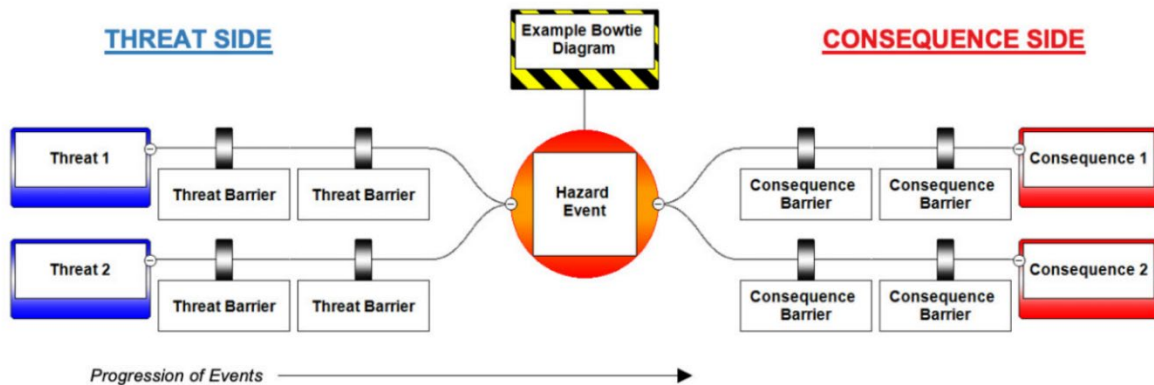 Example Bowtie
Diagram
THREAT SIDE
CONSEQUENCE SIDE
Threat 1
Threat Barrier
Threat Barrier
Hazard
Event
Consequence
Barrier
Consequence
Barrier
Consequence 1
Threat 2
Threat Barrier
Threat Barrier
Consequence
Barrier
Consequence
Barrier
Consequence 2
Progression of Events